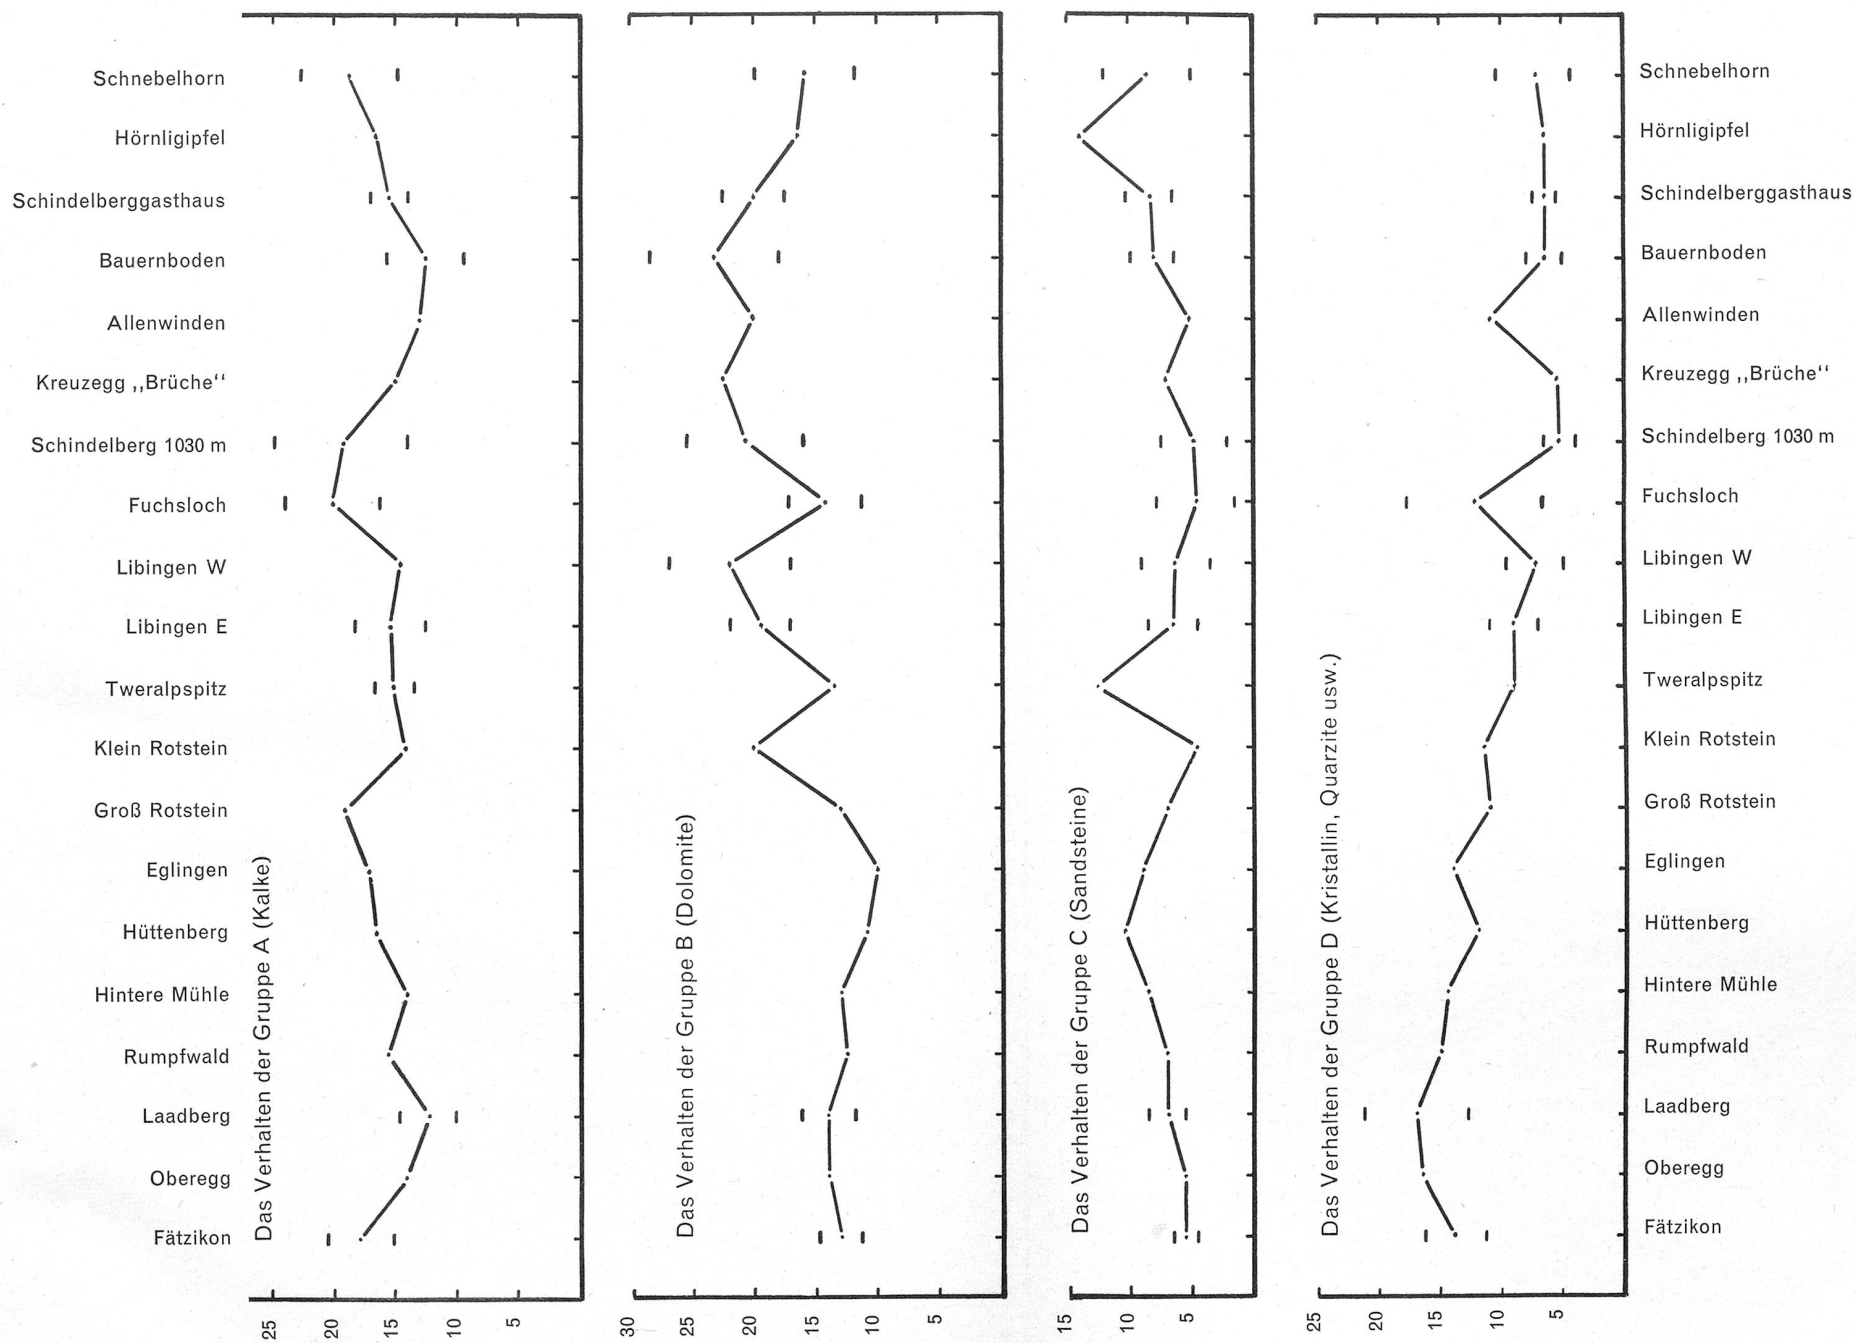 Schnebelhorn
Hörnligipfel
Schindelberggasthaus
Bauernboden
Allenwinden
Kreuzegg ,,Brüche“
Schindelberg 1030 m
Fuchsloch
Libingen W
Libingen E
Tweralpspitz
Klein Rotstein
Groß Rotstein
Eglingen
Hüttenberg
Hintere Mühle
Rumpfwald
Laadberg
Oberegg
Fätzikon
Das Verhalten der Gruppe A (Kalke)
25 20 15 10 5
Das Verhalten der Gruppe B (Dolomite)
30 25 20 15 10 5
Das Verhalten der Gruppe C (Sandsteine)
15 10 5
Das Verhalten der Gruppe D (Kristallin, Quarzite usw.)
25 20 15 10 5
Schnebelhorn
Hörnligipfel
Schindelberggasthaus
Bauernboden
Allenwinden
Kreuzegg ,,Brüche“
Schindelberg 1030 m
Fuchsloch
Libingen W
Libingen E
Tweralpspitz
Klein Rotstein
Groß Rotstein
Eglingen
Hüttenberg
Hintere Mühle
Rumpfwald
Laadberg
Oberegg
Fätzikon